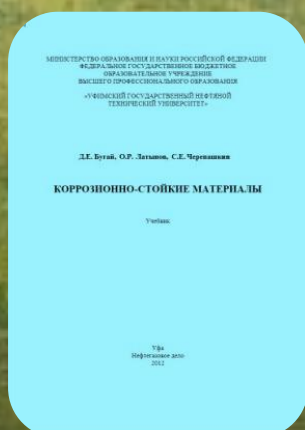 МИНИСТЕРСТВО ОБРАЗОВАНИЯ И НАУКИ РОССИЙСКОЙ ФЕДЕРАЦИИ
ФЕДЕРАЛЬНОЕ ГОСУДАРСТВЕННОЕ БЮДЖЕТНОЕ
ОБРАЗОВАТЕЛЬНОЕ УЧРЕЖДЕНИЕ
ВЫСШЕГО ПРОФЕССИОНАЛЬНОГО ОБРАЗОВАНИЯ
«УФИМСКИЙ ГОСУДАРСТВЕННЫЙ НЕФТЯНОЙ
ТЕХНИЧЕСКИЙ УНИВЕРСИТЕТ»
Д.Е. Бугай, О.Р. Латыпов, С.Е. Черепашкин
КОРРОЗИОННО-СТОЙКИЕ МАТЕРИАЛЫ
Учебник
Уфа
Нефтегазовое дело
2012